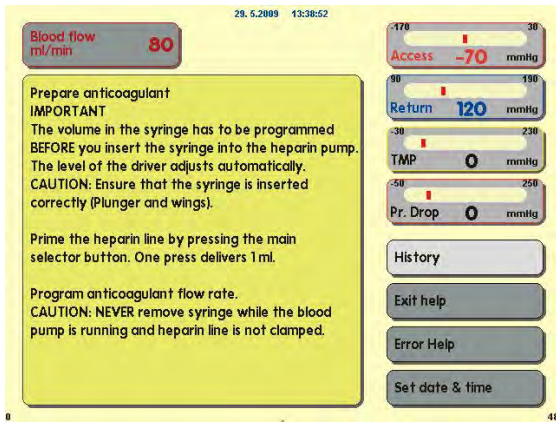 29. 5.2009 13:38:52
Blood flow
ml/min 80
Prepare anticoagulant
IMPORTANT
The volume in the syringe has to be programmed
BEFORE you insert the syringe into the heparin pump.
The level of the driver adjusts automatically.
CAUTION: Ensure that the syringe is inserted
correctly (Plunger and wings).
Prime the heparin line by pressing the main
selector button. One press delivers 1 ml.
Program anticoagulant flow rate.
CAUTION: NEVER remove syringe while the blood
pump is running and heparin line is not clamped.
-170 30
Access -70 mmHg
90 190
Return 120 mmHg
-30 230
TMP 0 mmHg
-50 250
Pr. Drop 0 mmHg
History
Exit help
Error Help
Set date & time
0 48